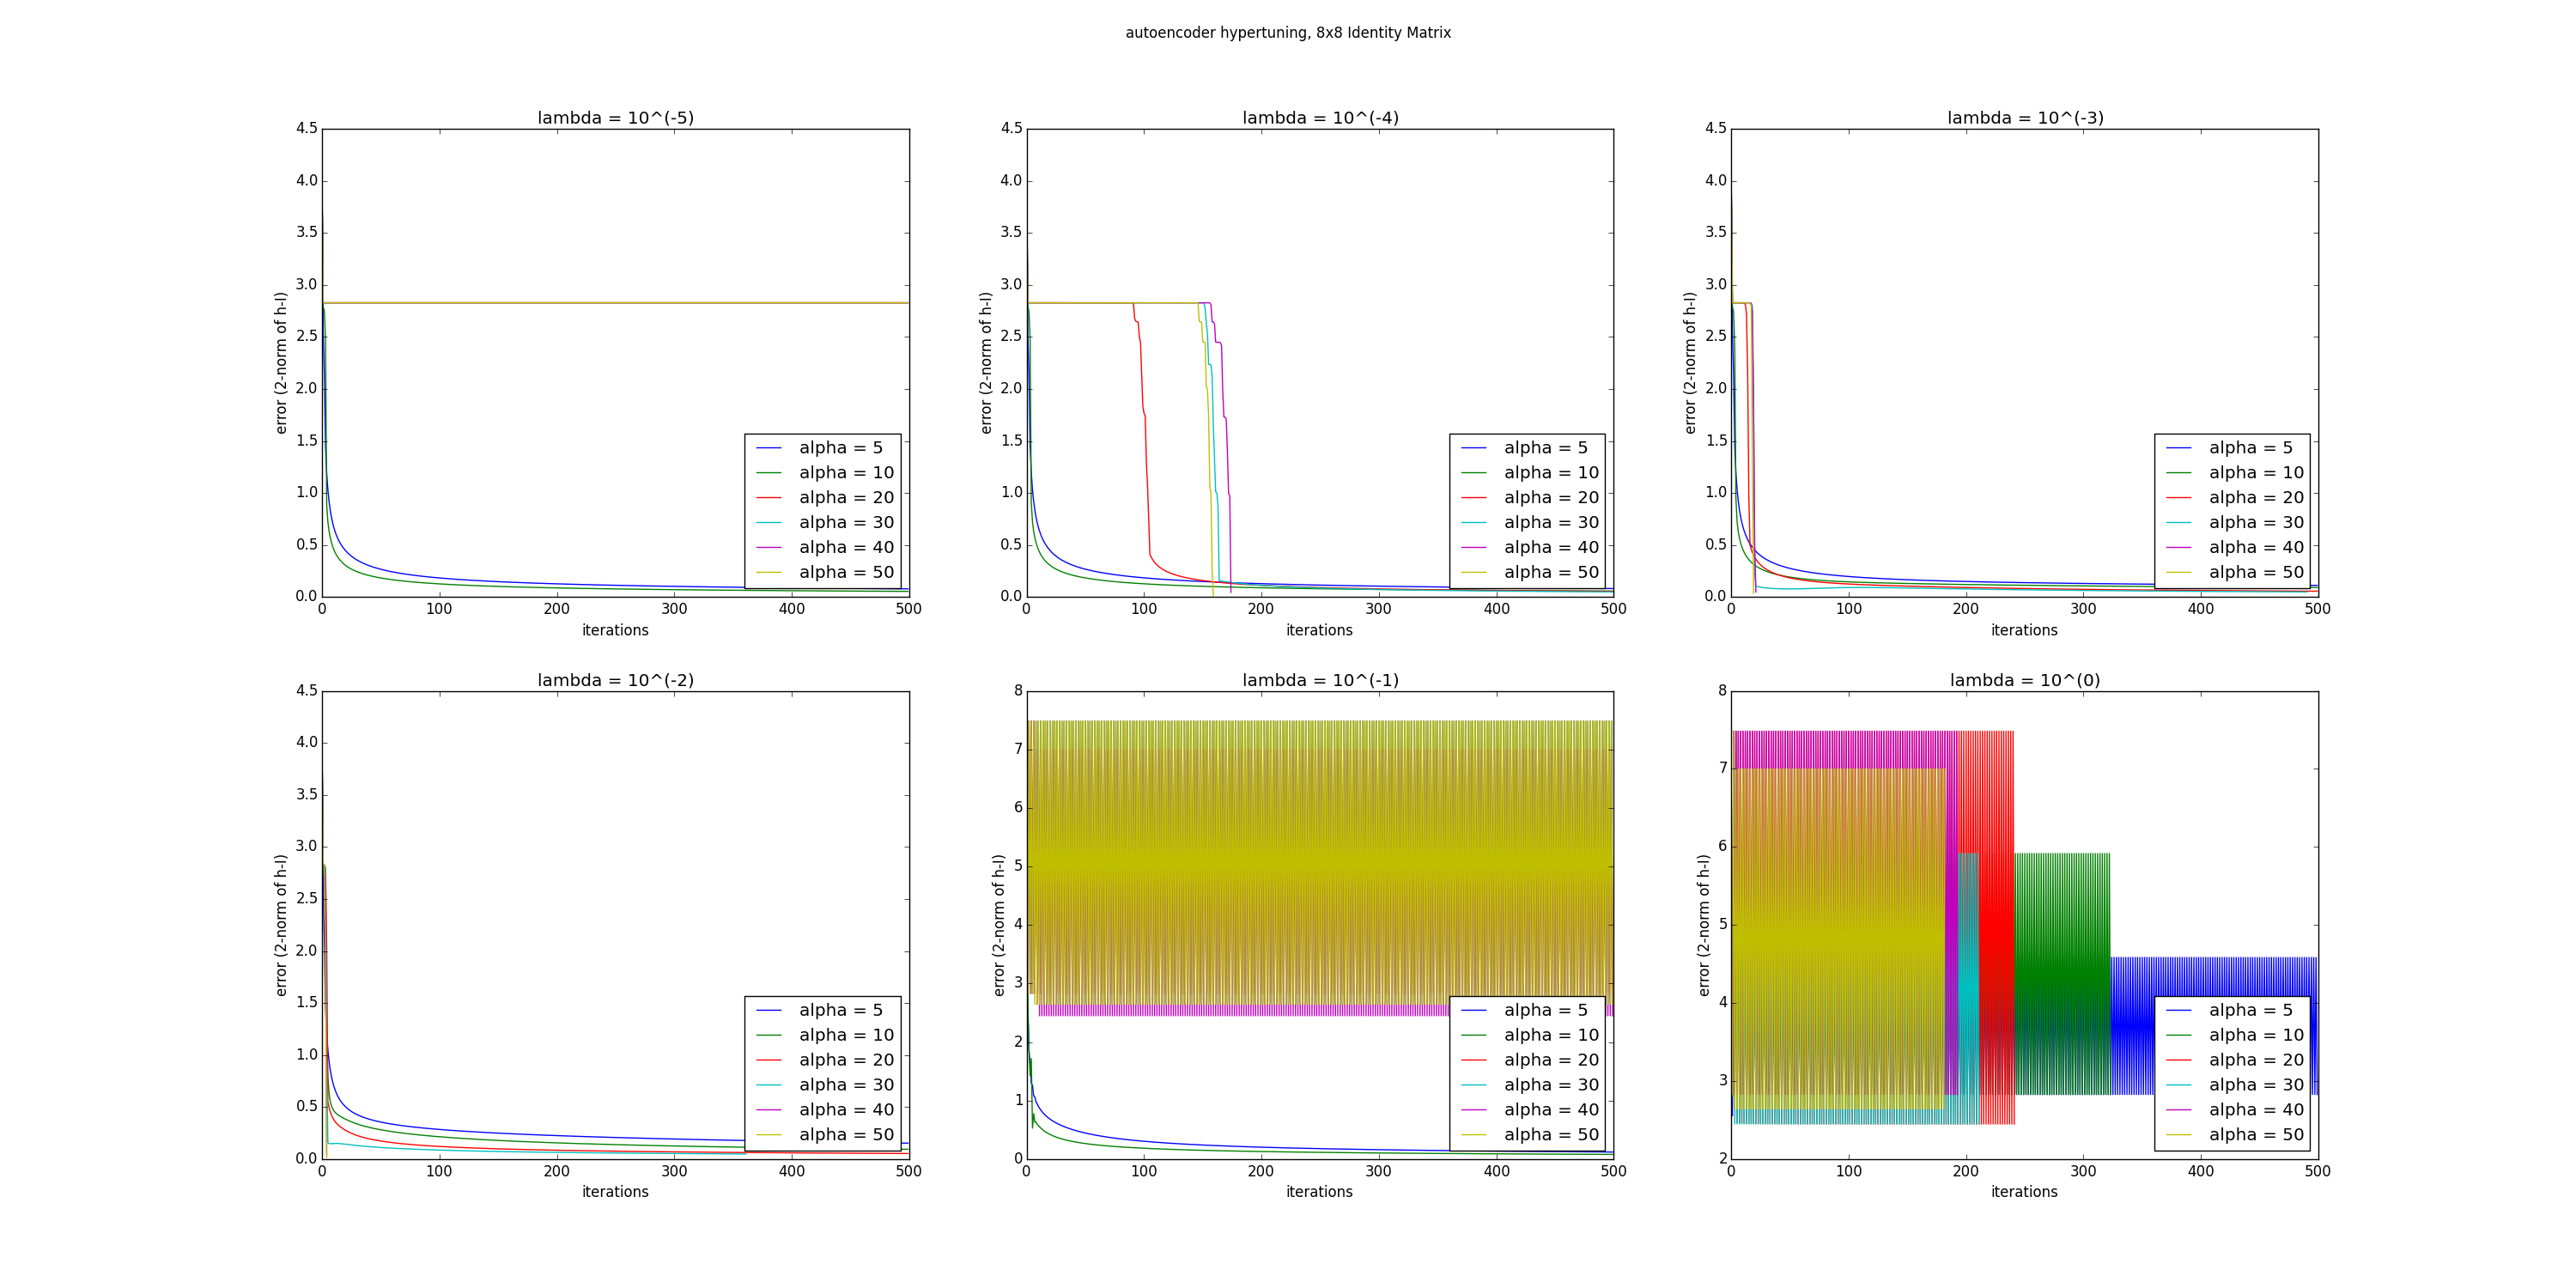 autoencoder hypertuning, 8x8 Identity Matrix
lambda = 10^(-5)
4.5
4.0
3.5
3.0
2.5
2.0
1.5
1.0
0.5
0.0
error (2-norm of h-I)
alpha = 5
alpha = 10
alpha = 20
alpha = 30
alpha = 40
alpha = 50
0 100 200 300 400 500
iterations
lambda = 10^(-4)
4.5
4.0
3.5
3.0
2.5
2.0
1.5
1.0
0.5
0.0
error (2-norm of h-I)
alpha = 5
alpha = 10
alpha = 20
alpha = 30
alpha = 40
alpha = 50
0 100 200 300 400 500
iterations
lambda = 10^(-3)
4.5
4.0
3.5
3.0
2.5
2.0
1.5
1.0
0.5
0.0
error (2-norm of h-I)
alpha = 5
alpha = 10
alpha = 20
alpha = 30
alpha = 40
alpha = 50
0 100 200 300 400 500
iterations
lambda = 10^(-2)
4.5
4.0
3.5
3.0
2.5
2.0
1.5
1.0
0.5
0.0
error (2-norm of h-I)
alpha = 5
alpha = 10
alpha = 20
alpha = 30
alpha = 40
alpha = 50
0 100 200 300 400 500
iterations
lambda = 10^(-1)
8
7
6
5
4
3
2
1
0
error (2-norm of h-I)
alpha = 5
alpha = 10
alpha = 20
alpha = 30
alpha = 40
alpha = 50
0 100 200 300 400 500
iterations
lambda = 10^(0)
8
7
6
5
4
3
2
error (2-norm of h-I)
alpha = 5
alpha = 10
alpha = 20
alpha = 30
alpha = 40
alpha = 50
0 100 200 300 400 500
iterations